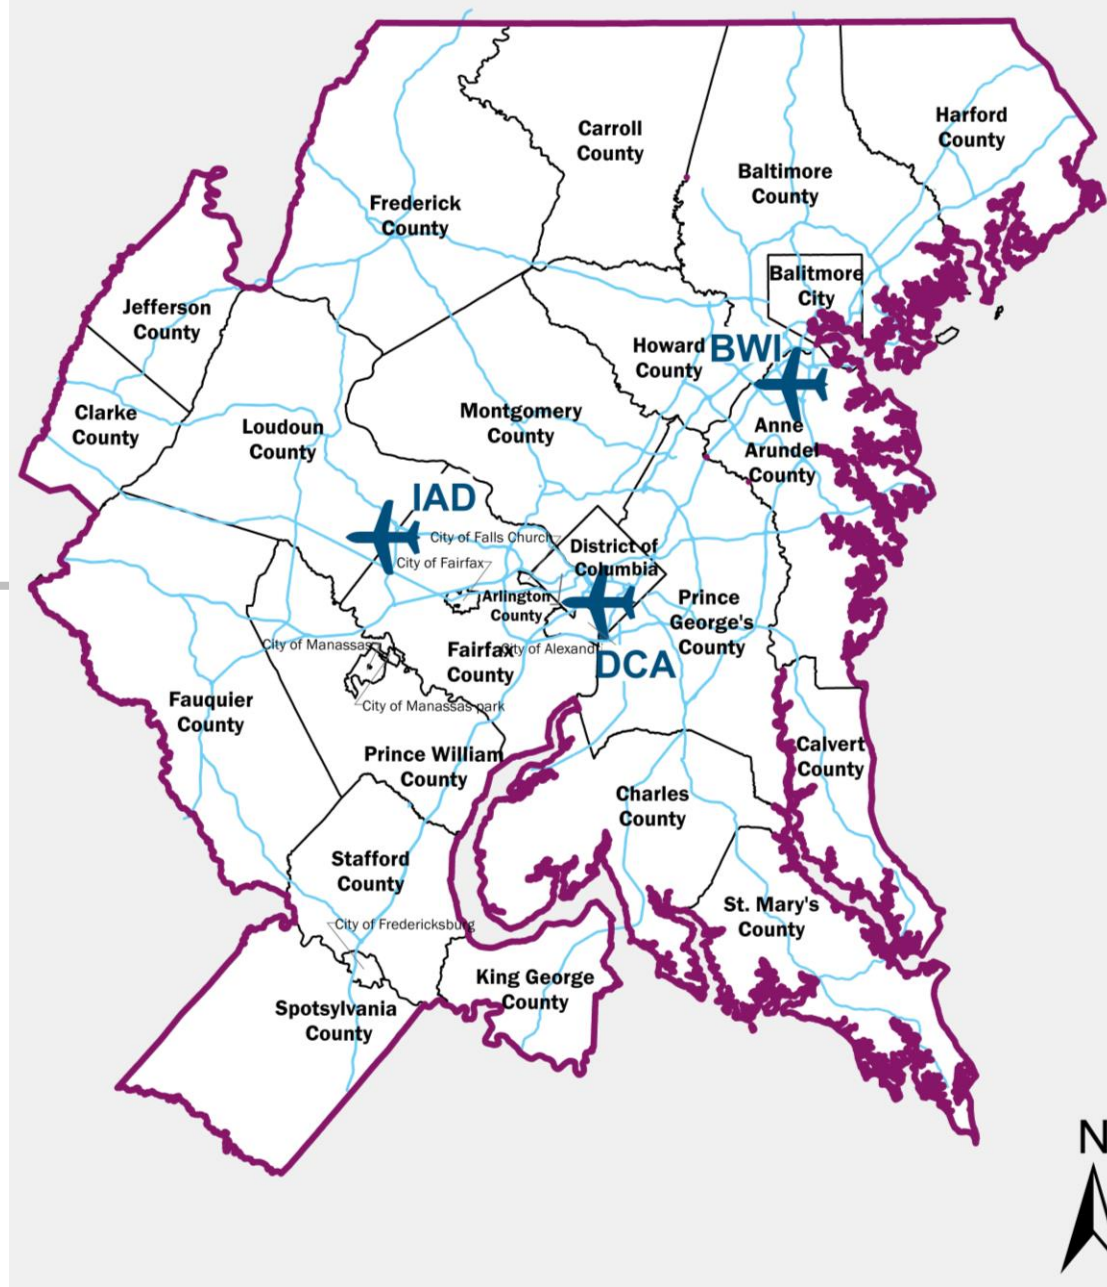 Carroll
County
Harford
County
Baltimore
County
Frederick
County
Balitmore
City
Jefferson
County
Howard
County
BWI
Clarke
County
Loudoun
County
Montgomery
County
Anne
Arundel
County
IAD
City of Falls Church
City of Fairfax
District of
Columbia
Arlington
County
Prince
George's
County
City of Manassas
Fairfax
County
City of Alexand
DCA
Fauquier
County
City of Manassas park
Prince William
County
Calvert
County
Charles
County
Stafford
County
St. Mary's
County
City of Fredericksburg
King George
County
Spotsylvania
County
N